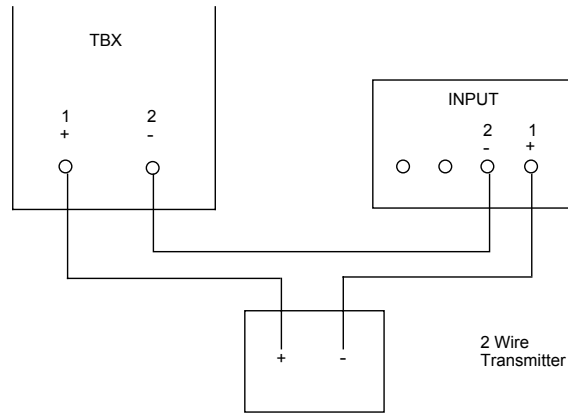 TBX
INPUT
1 2
+ -
2 1
- +
+ -
2 Wire
Transmitter